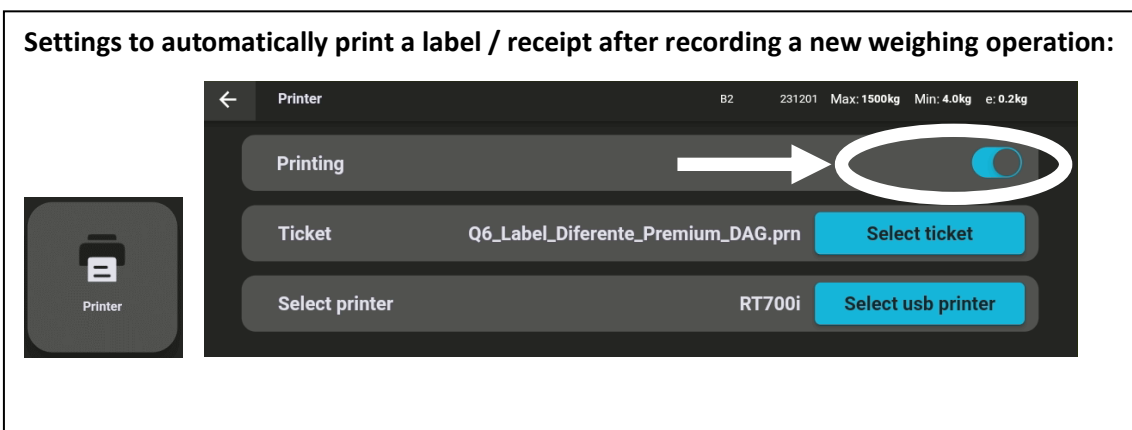 Settings to automatically print a label / receipt after recording a new weighing operation:
Printer B2 231201 Max: 1500kg Min: 4.0kg e: 0.2kg
Printing
Ticket Q6_Label_Diferente_Premium_DAG.prn Select ticket
Select printer RT700i Select usb printer
Printer